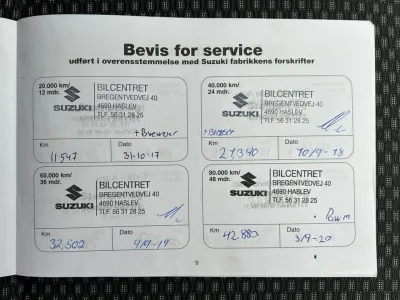 Bevis for service
udført i overensstemmelse med Suzuki fabrikkens forskrifter
20.000 km/
12 mdr.
SUZUKI
BILCENTRET
BREGENTVEDVEJ 40
4690 HASLEV
TLF. 56 31 28 25
+Bremser
Km
Dato
11547
31-10-17
40.000 km/
24 mdr.
SUZUKI
BILCENTRET
BREGENTVEDVEJ 40
4690 HASLEV
TLF. 56 31 28 25
Km
Dato
21340
10/9-18
60.000 km/
36 mdr.
SUZUKI
BILCENTRET
BREGENTVEDVEJ 40
4690 HASLEV
TLF. 56 31 28 25
Km
Dato
32.502
4/9-19
80.000 km/
48 mdr.
SUZUKI
BILCENTRET
BREGENTVEDVEJ 40
4690 HASLEV
TLF. 56 31 28 25
Km
Dato
42.880
3/9-20
9